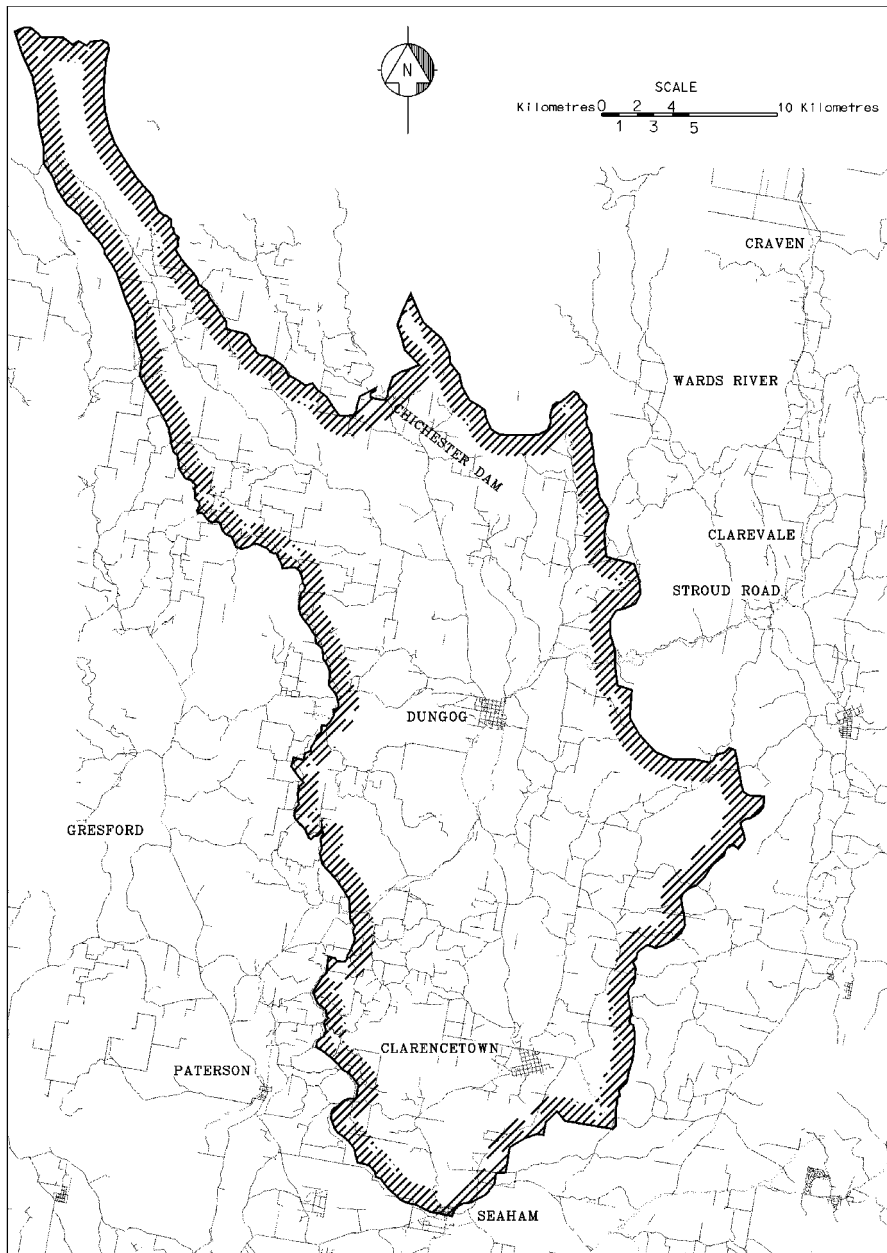 N
SCALE
Kilometres 0 2 4 10 Kilometres
1 3 5
CRAVEN
WARDS RIVER
CHICHESTER DAM
CLAREVALE
STROUD ROAD
DUNGOG
GRESFORD
CLARENCETOWN
PATERSON
SEAHAM